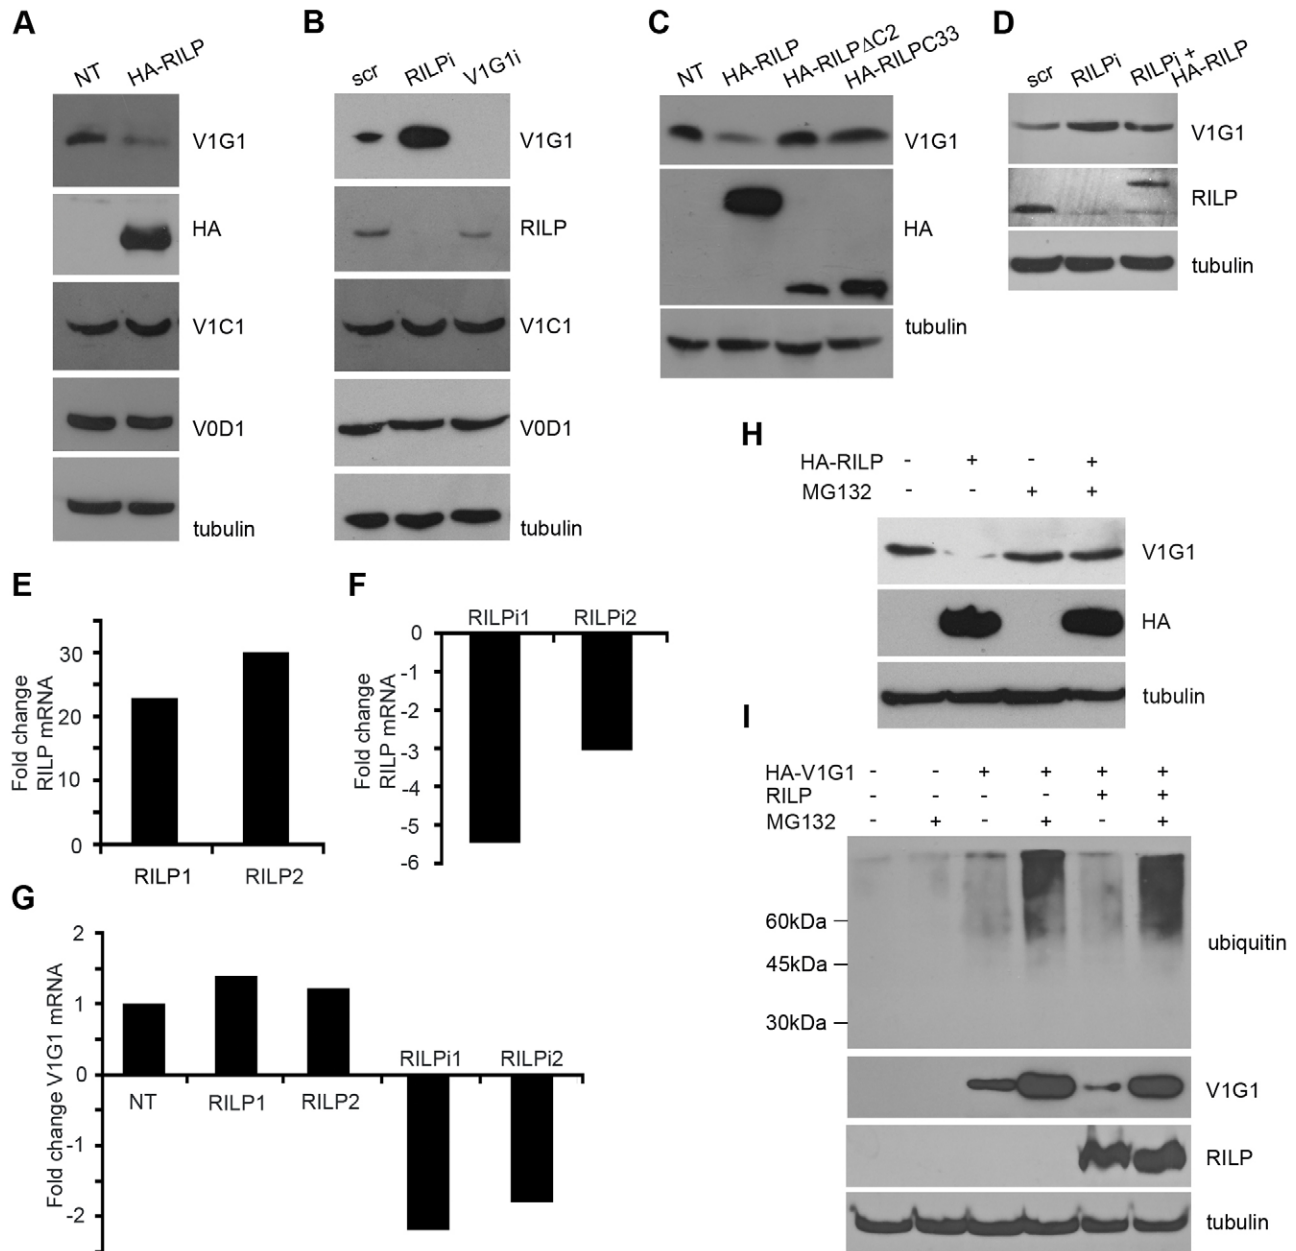 A
NT HA-RILP
V1G1
HA
V1C1
V0D1
tubulin
B
scr RILPi V1G1i
V1G1
RILP
V1C1
V0D1
tubulin
C
NT HA-RILP HA-RILPΔC2 HA-RILPC33
V1G1
HA
tubulin
D
scr RILPi RILPi + HA-RILP
V1G1
RILP
tubulin
E
Fold change
RILP mRNA
30
20
10
0
RILP1 RILP2
F
RILPi1 RILPi2
Fold change
RILP mRNA
0
-1
-2
-3
-4
-5
-6
G
Fold change V1G1 mRNA
2
1
0
-1
-2
NT RILP1 RILP2 RILPi1 RILPi2
H
HA-RILP - + - +
MG132 - - + +
V1G1
HA
tubulin
I
HA-V1G1 - - + + + +
RILP - - - - + +
MG132 - + - + - +
60kDa
45kDa
30kDa
ubiquitin
V1G1
RILP
tubulin